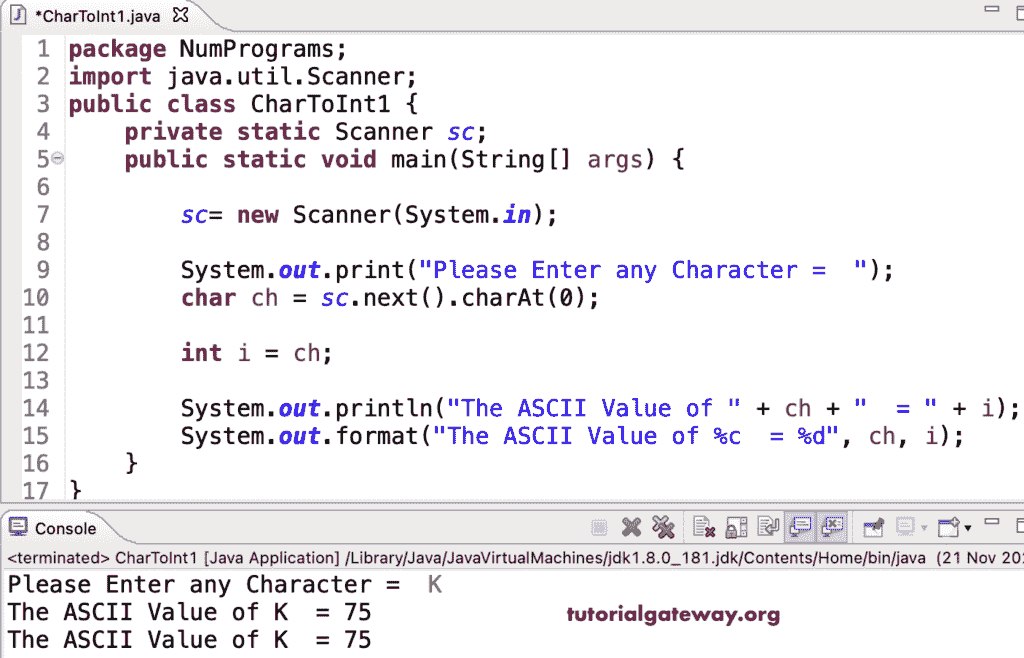 *CharToInt1.java
1 package NumPrograms;
2 import java.util.Scanner;
3 public class CharToInt1 {
4     private static Scanner sc;
5     public static void main(String[] args) {
6
7         sc= new Scanner(System.in);
8
9         System.out.print("Please Enter any Character =  ");
10         char ch = sc.next().charAt(0);
11
12         int i = ch;
13
14         System.out.println("The ASCII Value of " + ch + "  = " + i);
15         System.out.format("The ASCII Value of %c  = %d", ch, i);
16     }
17 }
Console
<terminated> CharToInt1 [Java Application] /Library/Java/JavaVirtualMachines/jdk1.8.0_181.jdk/Contents/Home/bin/java (21 Nov 20
Please Enter any Character =  K
The ASCII Value of K  = 75
tutorialgateway.org
The ASCII Value of K  = 75